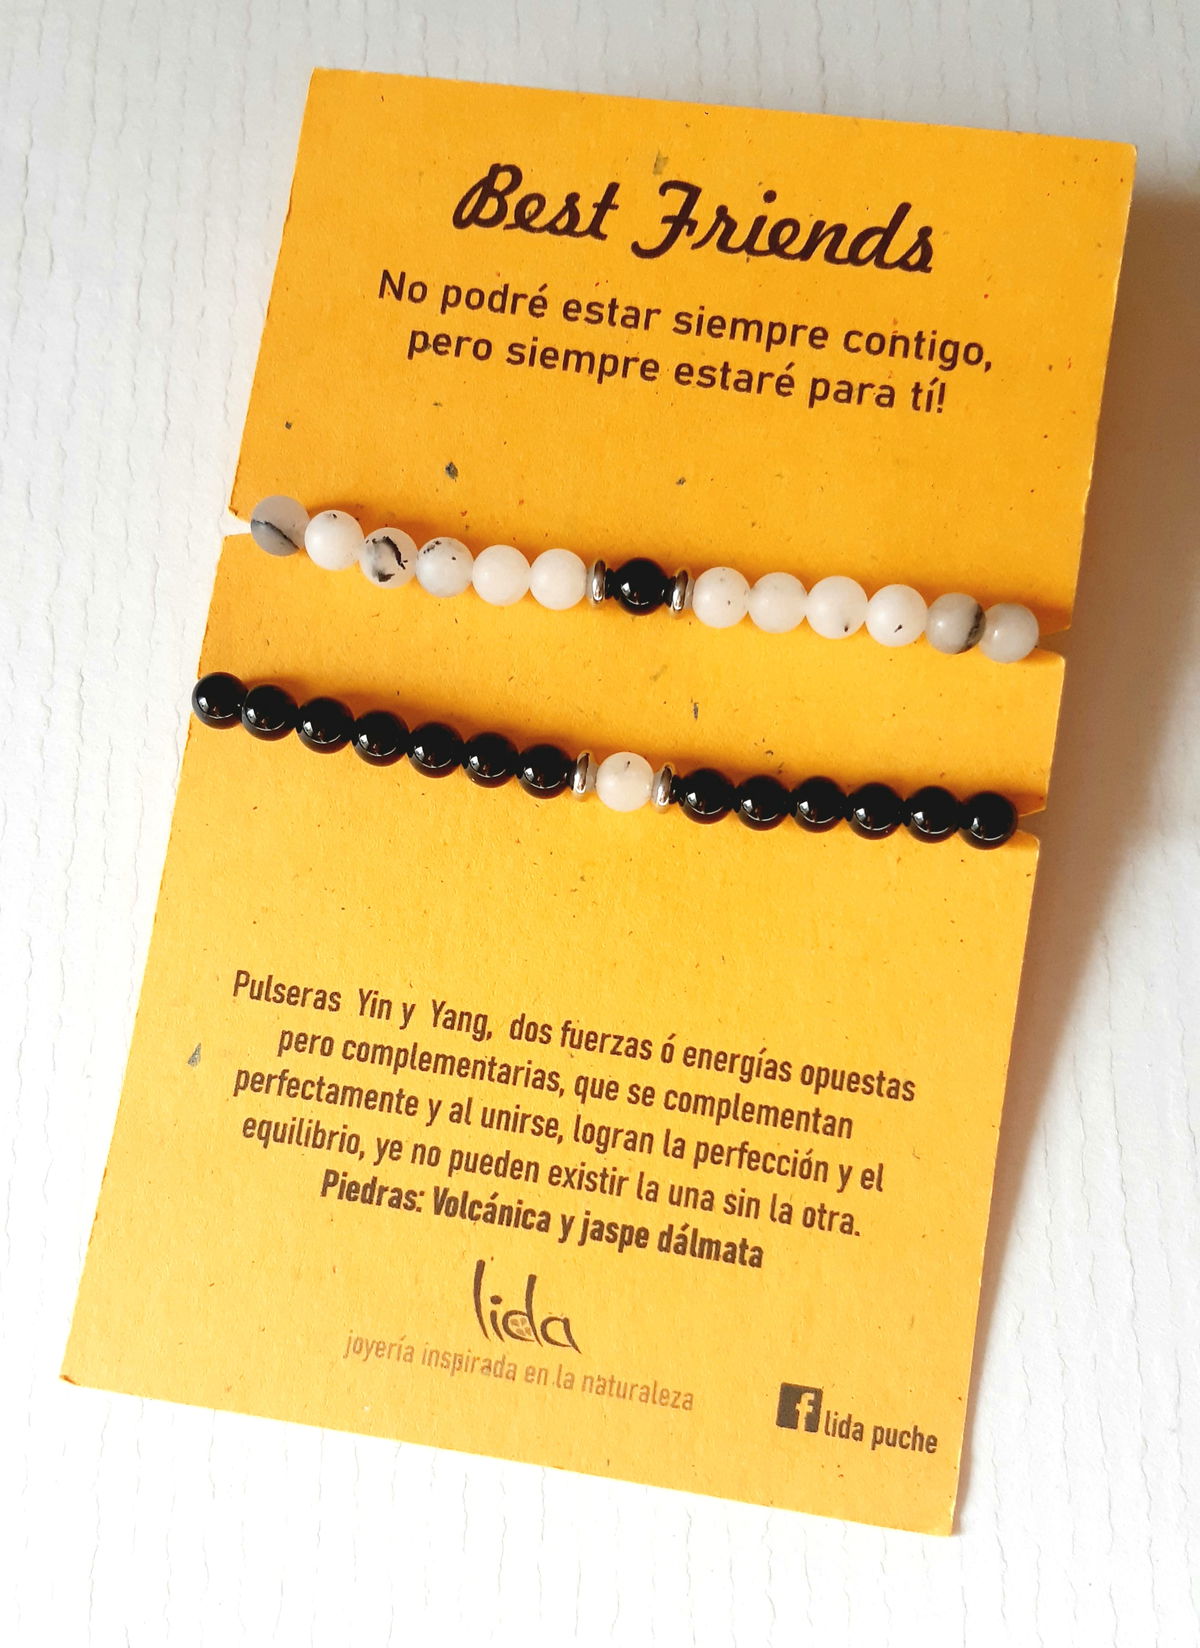 Best Friends
No podré estar siempre contigo,
pero siempre estaré para tí!
Pulseras Yin y Yang, dos fuerzas ó energías opuestas
pero complementarias, que se complementan
perfectamente y al unirse, logran la perfección y el
equilibrio, ye no pueden existir la una sin la otra.
Piedras: Volcánica y jaspe dálmata
lida
joyería inspirada en la naturaleza
f lida puche